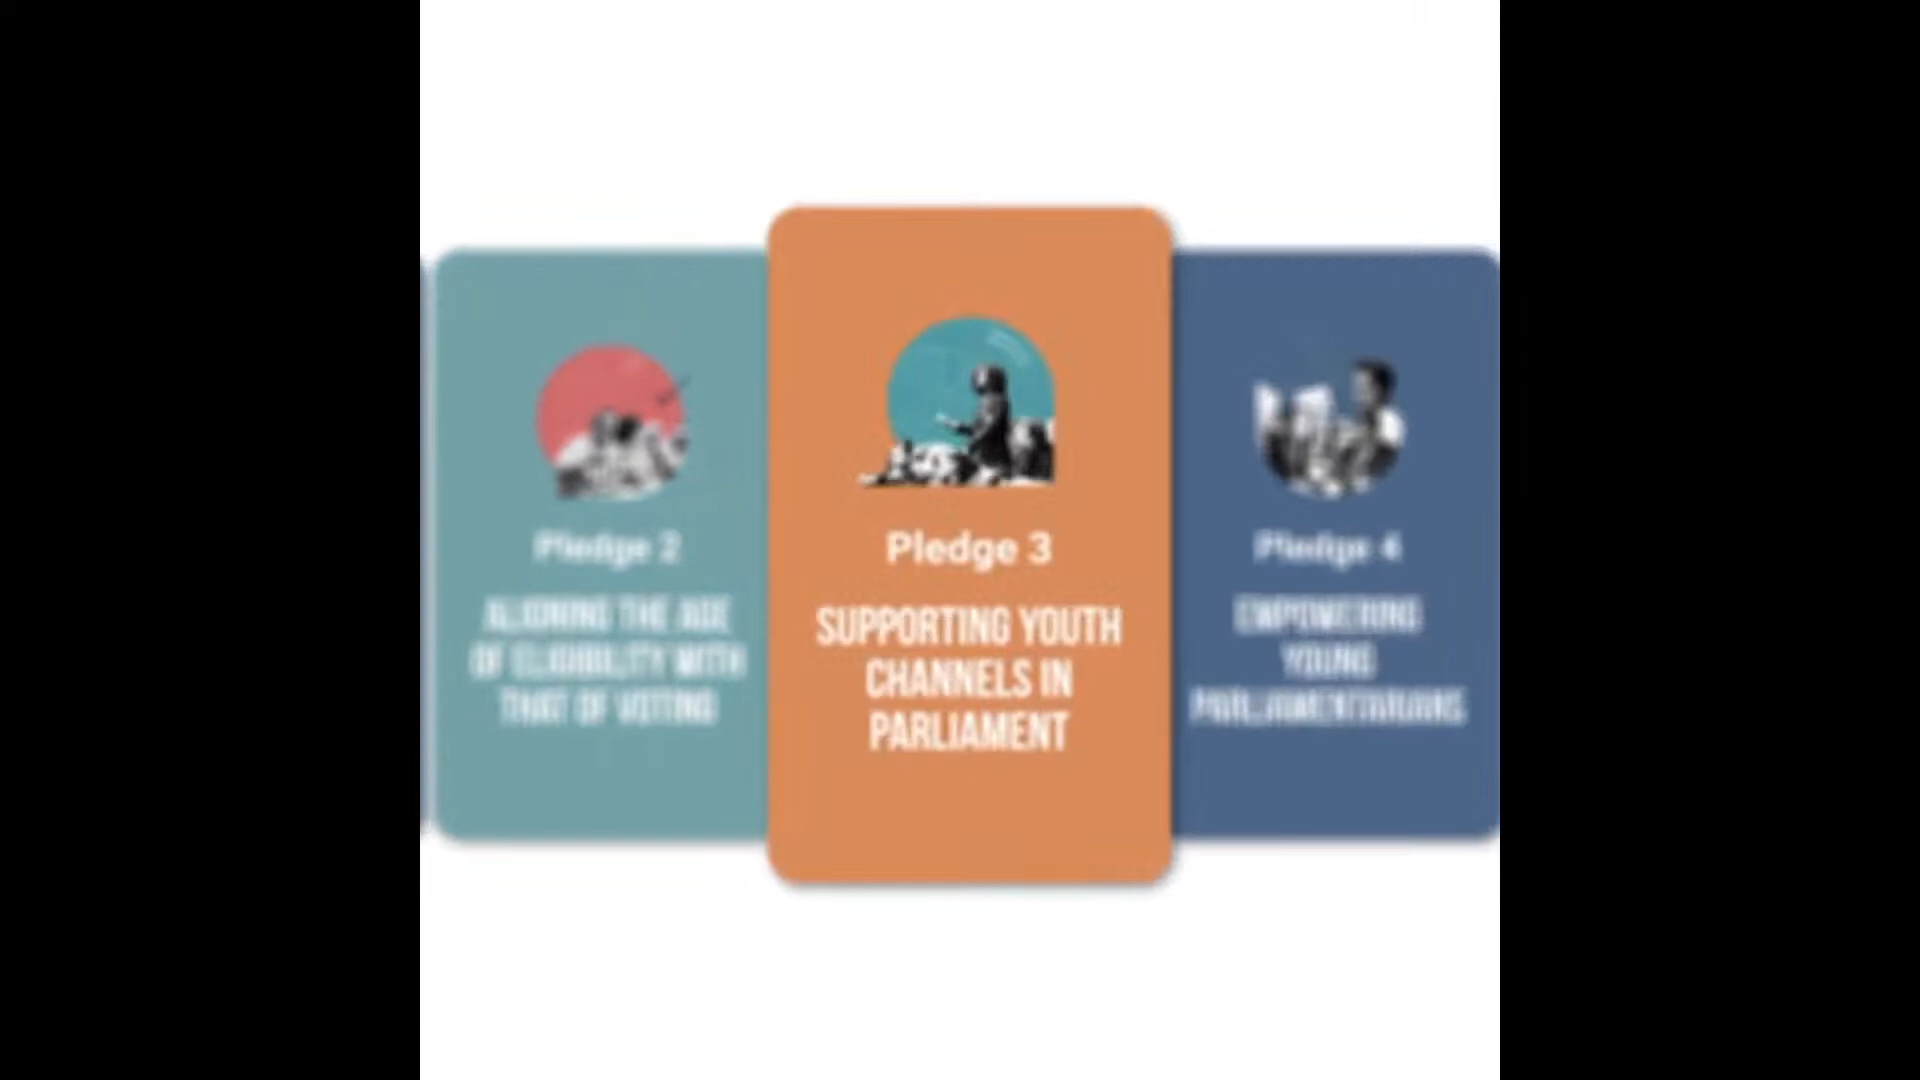 Pledge 2
ALIGNING THE AGE
OF ELIGIBILITY WITH
THAT OF VOTING
Pledge 3
SUPPORTING YOUTH
CHANNELS IN
PARLIAMENT
Pledge 4
EMPOWERING
YOUNG
PARLIAMENTARIANS